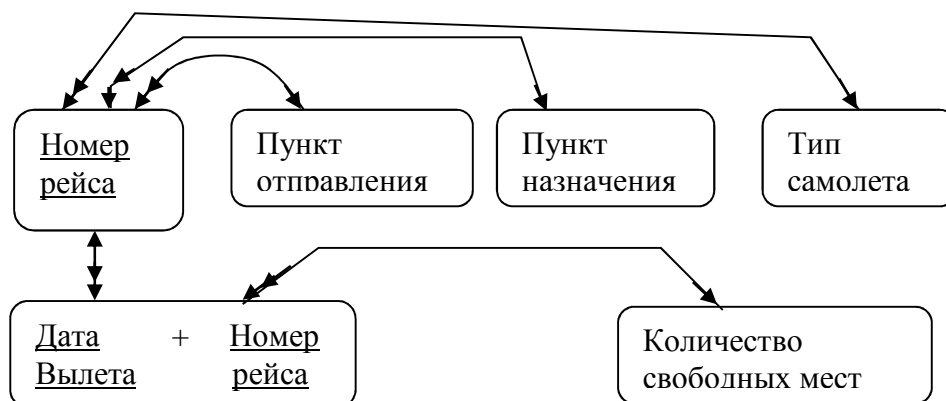 Номер
рейса
Пункт
отправления
Пункт
назначения
Тип
самолета
Дата + Номер
Вылета рейса
Количество
свободных мест